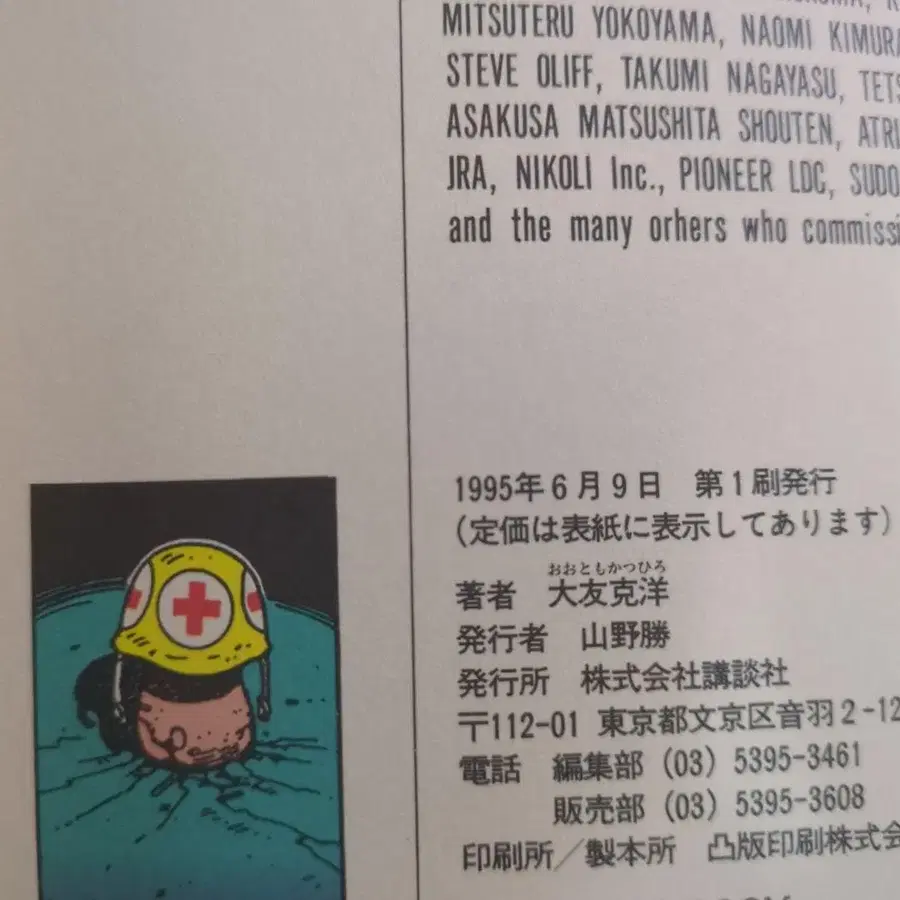 MITSUTERU YOKOYAMA, NAOMI KIMURA
STEVE OLIFF, TAKUMI NAGAYASU,
ASAKUSA MATSUSHITA SHOUTEN,
JRA, NIKOLI Inc., PIONEER LDC,
and the many orhers who
1995年6月9日 第1刷発行
(定価は表紙に表示してあります)
おおともかつひろ
著者 大友克洋
発行者 山野勝
発行所 株式会社講談社
〒112-01 東京都文京区音羽2-12
電話 編集部 (03) 5395-3461
販売部 (03) 5395-3608
印刷所/製本所 凸版印刷株式会